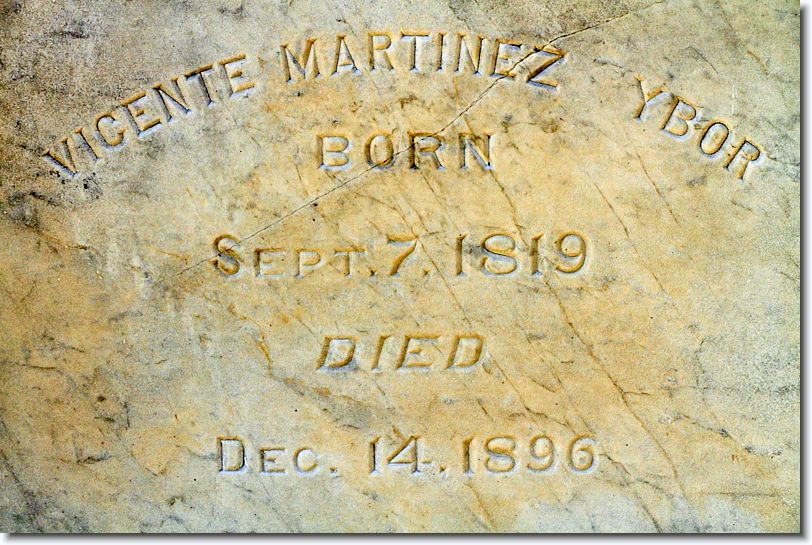 VICENTE MARTINEZ YBOR
BORN
SEPT. 7. 1819
DIED
DEC. 14. 1896